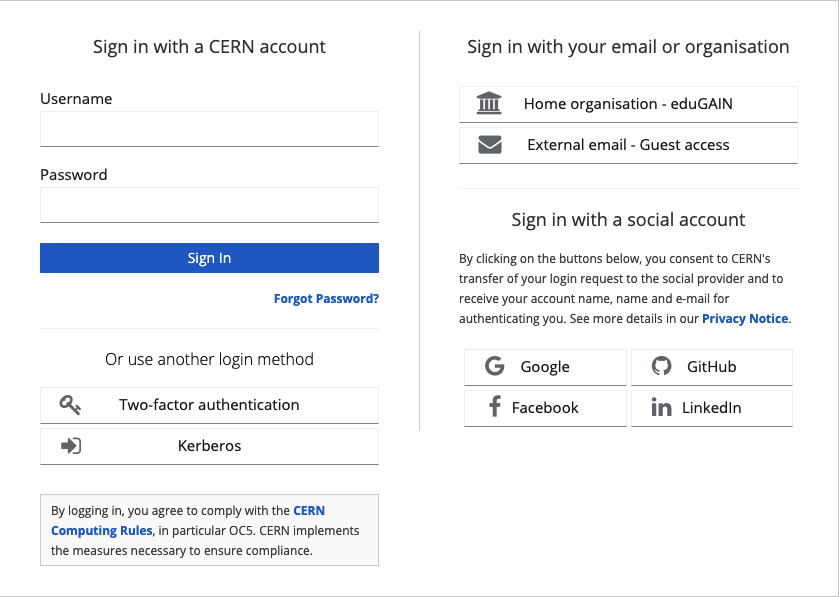 Sign in with a CERN account
Username
Password
Sign In
Forgot Password?
Or use another login method
Two-factor authentication
Kerberos
By logging in, you agree to comply with the CERN
Computing Rules, in particular OC5. CERN implements
the measures necessary to ensure compliance.
Sign in with your email or organisation
Home organisation - eduGAIN
External email - Guest access
Sign in with a social account
By clicking on the buttons below, you consent to CERN's
transfer of your login request to the social provider and to
receive your account name, name and e-mail for
authenticating you. See more details in our Privacy Notice.
Google
GitHub
Facebook
LinkedIn